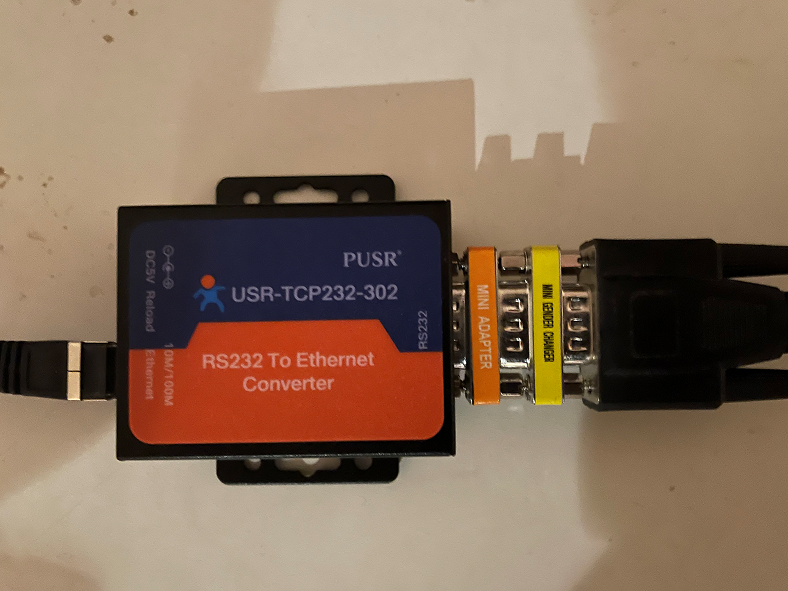 PUSR®
USR-TCP232-302
RS232 To Ethernet
Converter
DC5V Reload Ethernet
10M/100M
RS232
MINI ADAPTER
MINI GENDER CHANGER